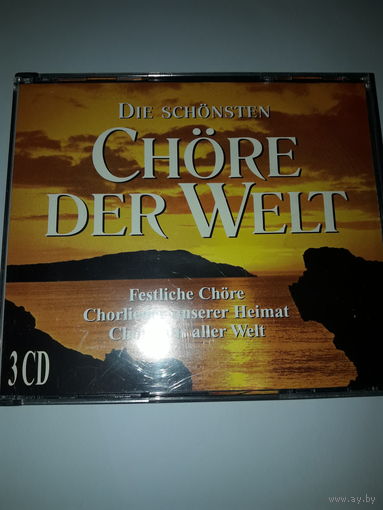 DIE SCHÖNSTEN
CHÖRE
DER WELT
Festliche Chöre
unserer Heimat
aller Welt
3 CD
www.ay.by